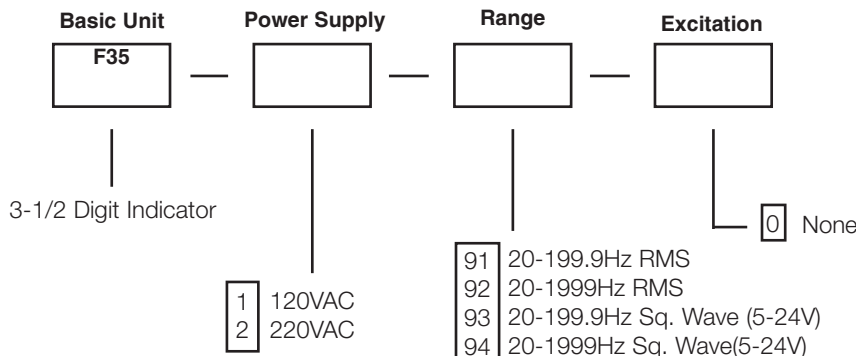 Basic Unit Power Supply Range Excitation
F35
3-1/2 Digit Indicator
1 120VAC
2 220VAC
91 20-199.9Hz RMS
92 20-1999Hz RMS
93 20-199.9Hz Sq. Wave (5-24V)
94 20-1999Hz Sq. Wave(5-24V)
0 None